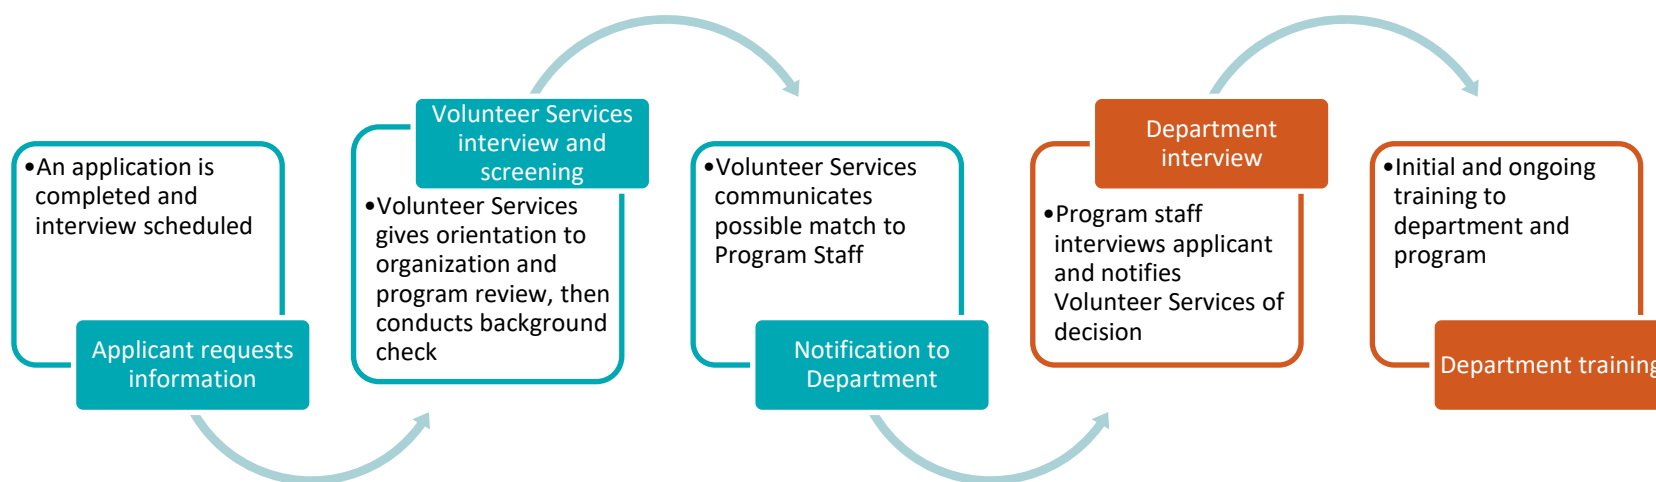 •An application is
completed and
interview scheduled
Applicant requests
information
Volunteer Services
interview and
screening
•Volunteer Services
gives orientation to
organization and
program review, then
conducts background
check
•Volunteer Services
communicates
possible match to
Program Staff
Notification to
Department
Department
interview
•Program staff
interviews applicant
and notifies
Volunteer Services of
decision
•Initial and ongoing
training to
department and
program
Department training